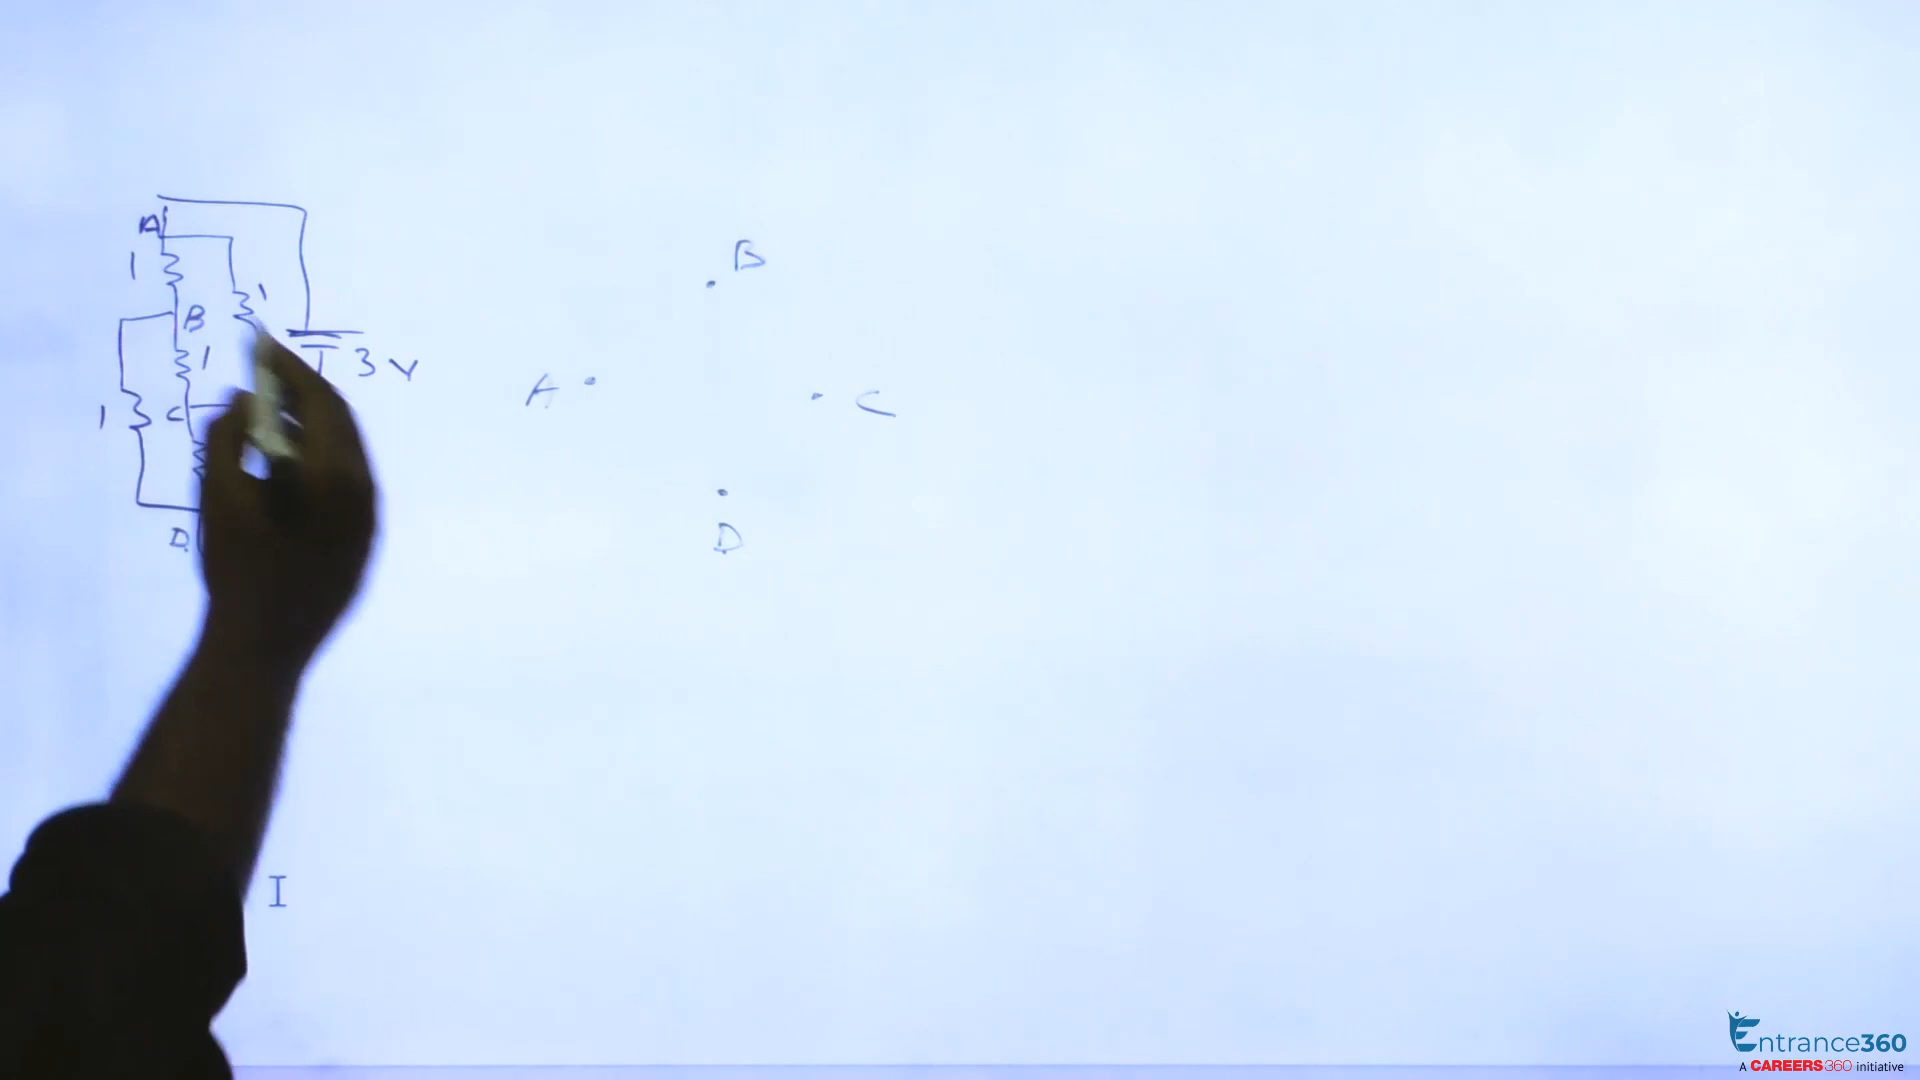 A
1
B
1
3 V
1
1
C
D
B
A
C
D
I
Entrance360
A CAREERS360 initiative